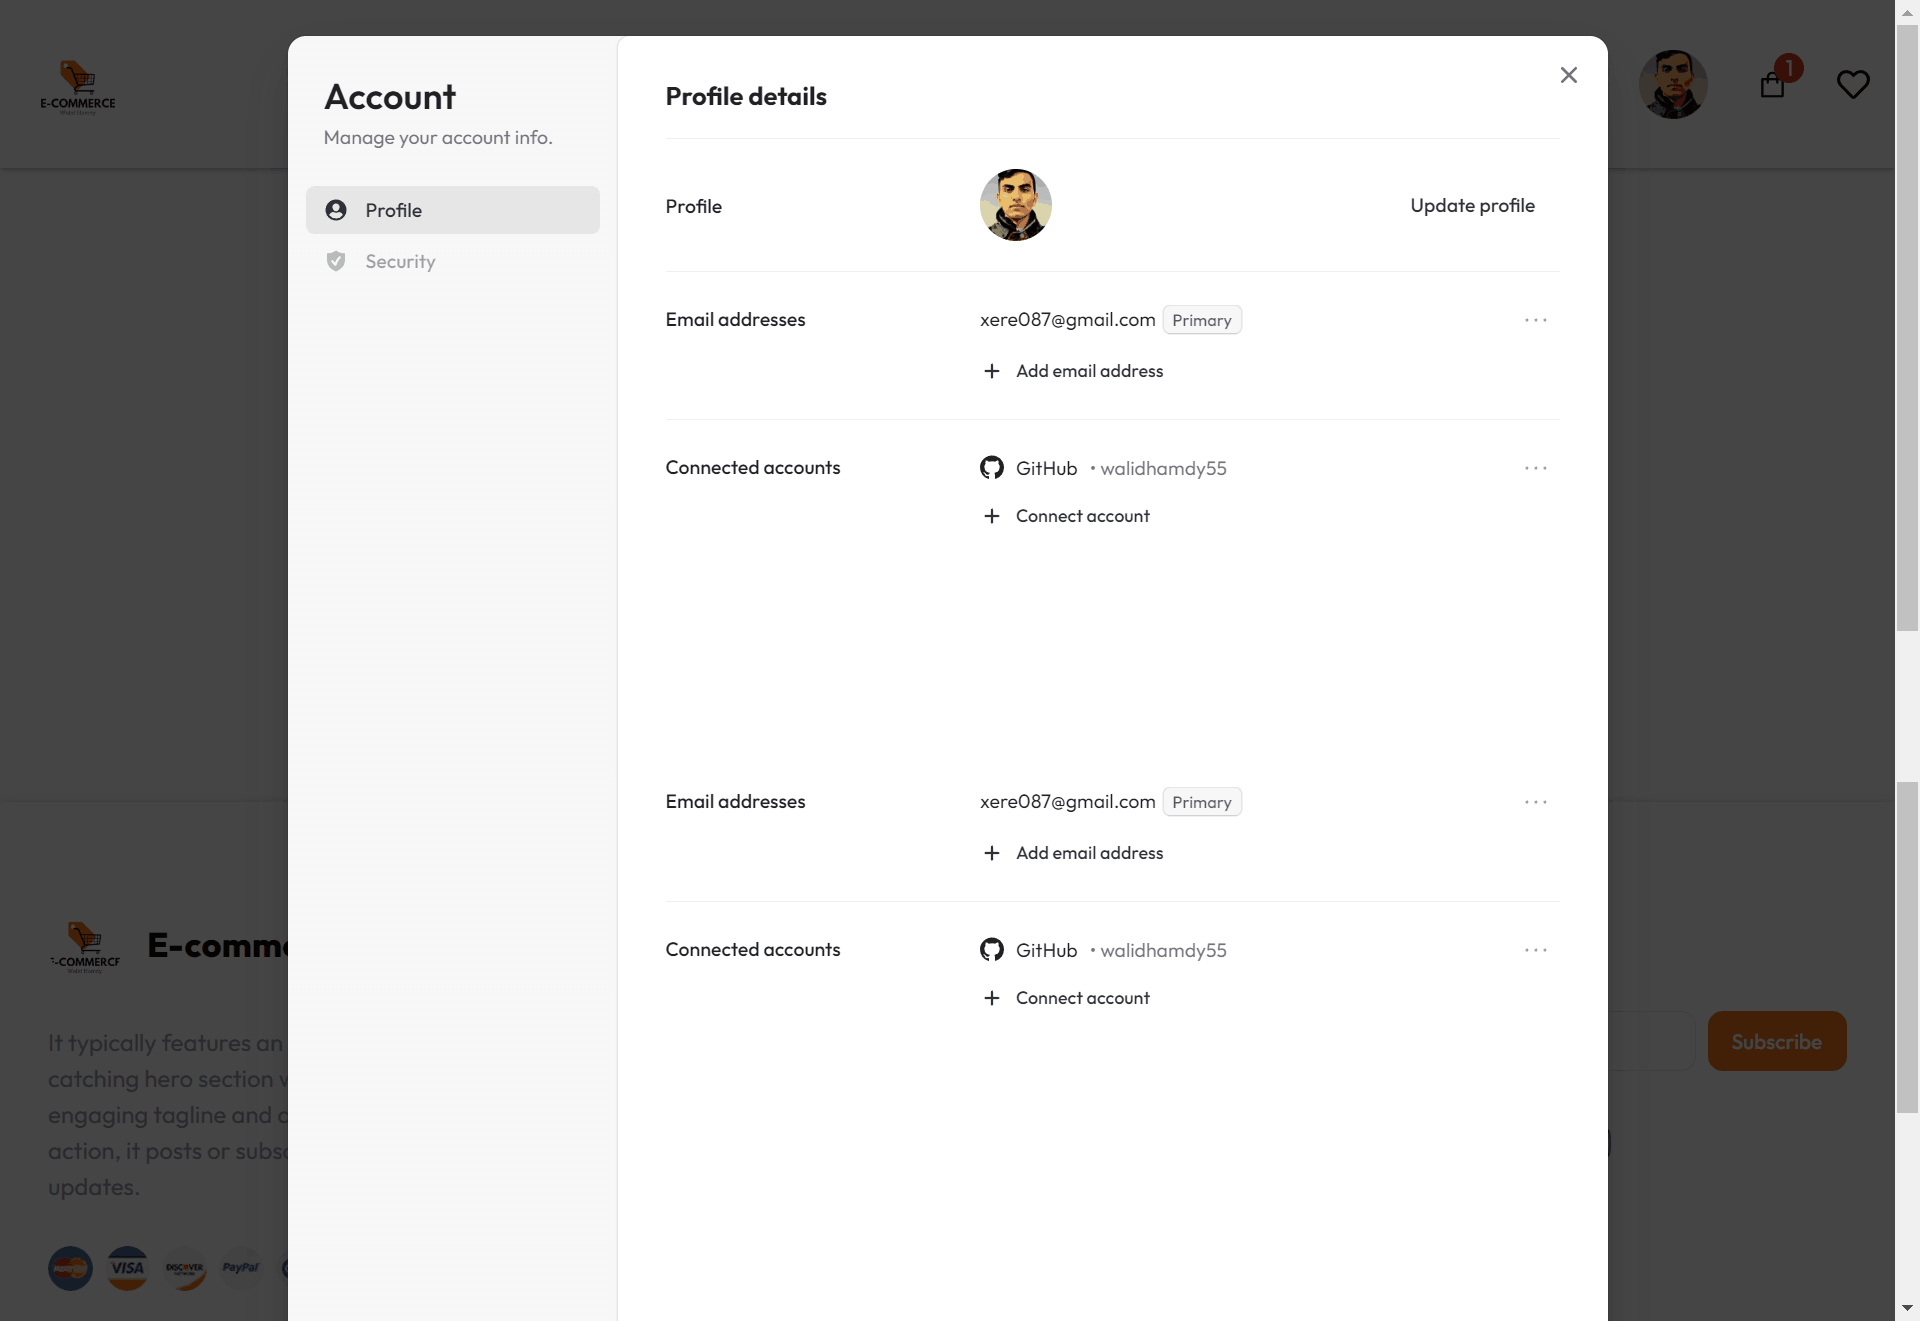 E-COMMERCE
1
Account
Manage your account info.
Profile
Security
Profile details
Profile
Update profile
Email addresses
xere087@gmail.com Primary
Add email address
Connected accounts
GitHub • walidhamdy55
Connect account
Email addresses
xere087@gmail.com Primary
Add email address
Connected accounts
GitHub • walidhamdy55
Connect account
E-COMMERCE
E-comme
It typically features an
catching hero section
engaging tagline and
action, it posts or subs
updates.
VISA
DISCOVER
PayPal
Subscribe